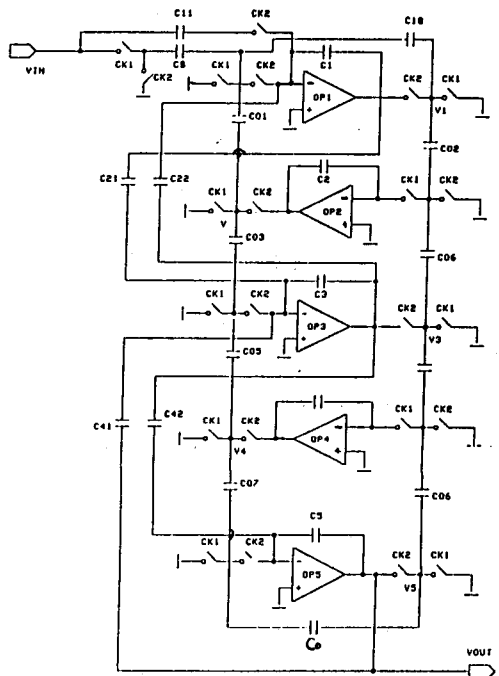 C11 CK2 C18
VIN CK1 C8 CK2 C1
CK1 CK2 CK2 CK1
- OP1 +
C01 V1
C02
C21 C22 C2
CK1 CK2 CK1 CK2
V OP2 - +
C03 C06
CK1 CK2 C3
- OP3 + CK2 CK1
V3
C05
C41 C42
CK1 CK2 CK1 CK2
V4 OP4 - +
C07 C06
C5
CK1 CK2 CK2 CK1
- OP5 + V5
Co
VOUT